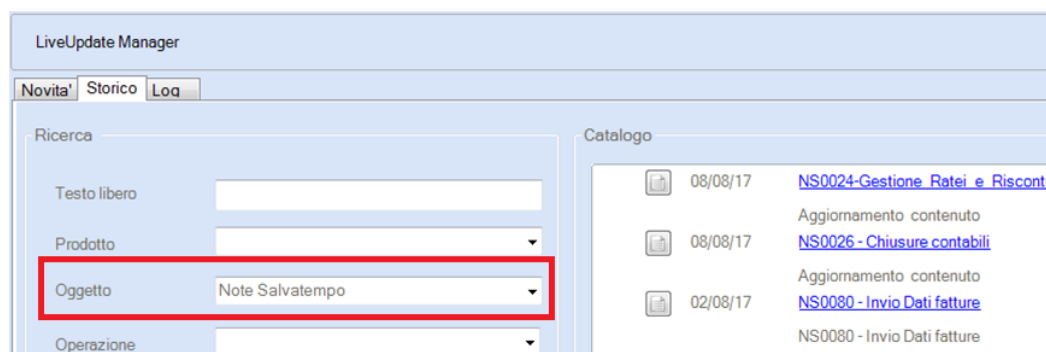 LiveUpdate Manager
Novita' Storico Log
Ricerca
Testo libero
Prodotto
Oggetto Note Salvatempo
Operazione
Catalogo
08/08/17 NS0024-Gestione Ratei e Riscont
Aggiornamento contenuto
08/08/17 NS0026 - Chiusure contabili
Aggiornamento contenuto
02/08/17 NS0080 - Invio Dati fatture
NS0080 - Invio Dati fatture